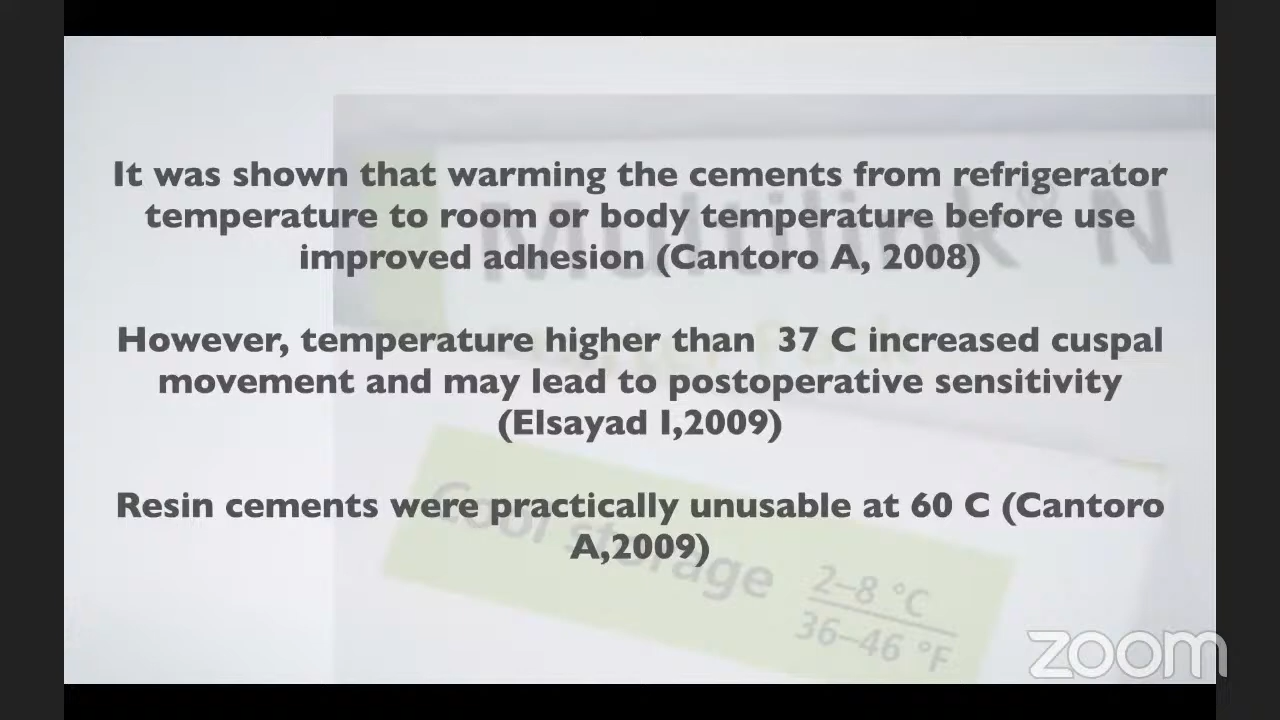 It was shown that warming the cements from refrigerator
temperature to room or body temperature before use
improved adhesion (Cantoro A, 2008)
However, temperature higher than  37 C increased cuspal
movement and may lead to postoperative sensitivity
(Elsayad I,2009)
Resin cements were practically unusable at 60 C (Cantoro
A,2009)
Multilink® N
Cool storage
2–8 °C
36–46 °F
zoom